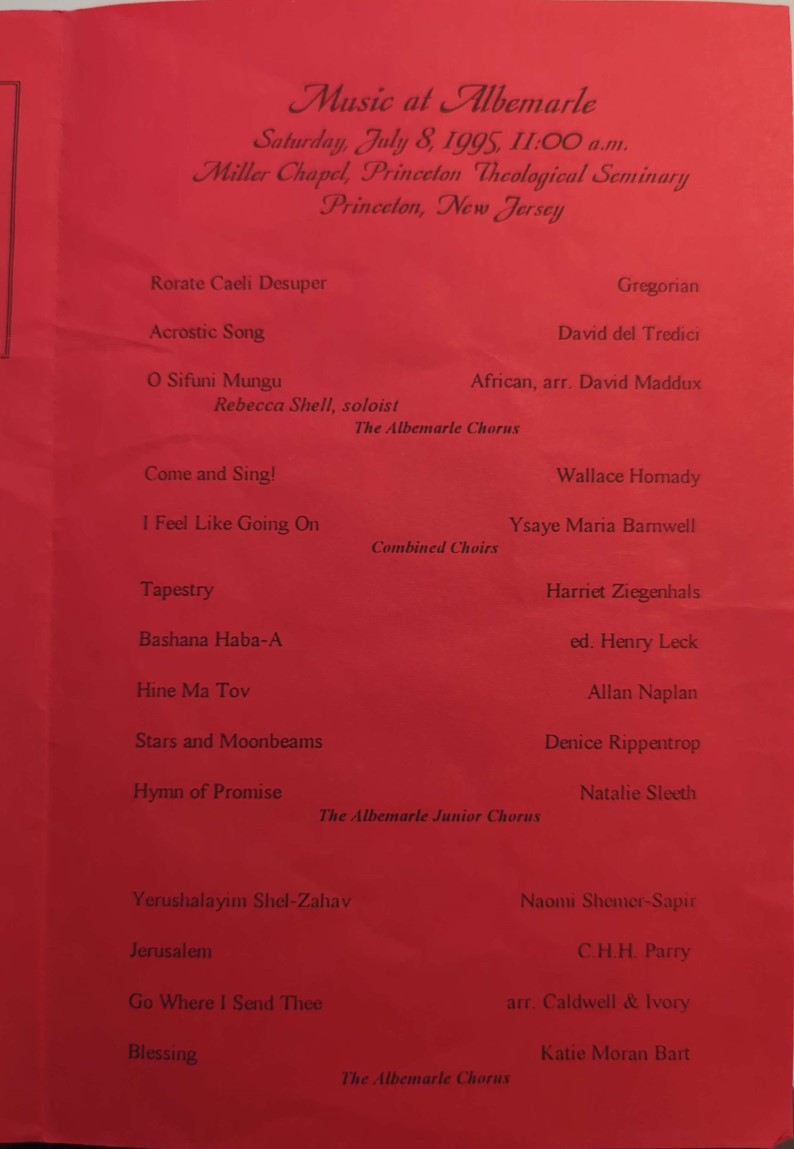 Music at Albemarle
Saturday, July 8, 1995, 11:00 a.m.
Miller Chapel, Princeton Theological Seminary
Princeton, New Jersey
Rorate Caeli Desuper Gregorian
Acrostic Song David del Tredici
O Sifuni Mungu African, arr. David Maddux
Rebecca Shell, soloist
The Albemarle Chorus
Come and Sing! Wallace Hornady
I Feel Like Going On Ysaye Maria Barnwell
Combined Choirs
Tapestry Harriet Ziegenhals
Bashana Haba-A ed. Henry Leck
Hine Ma Tov Allan Naplan
Stars and Moonbeams Denice Rippentrop
Hymn of Promise Natalie Sleeth
The Albemarle Junior Chorus
Yerushalayim Shel-Zahav Naomi Shemer-Sapir
Jerusalem C.H.H. Parry
Go Where I Send Thee arr. Caldwell & Ivory
Blessing Katie Moran Bart
The Albemarle Chorus